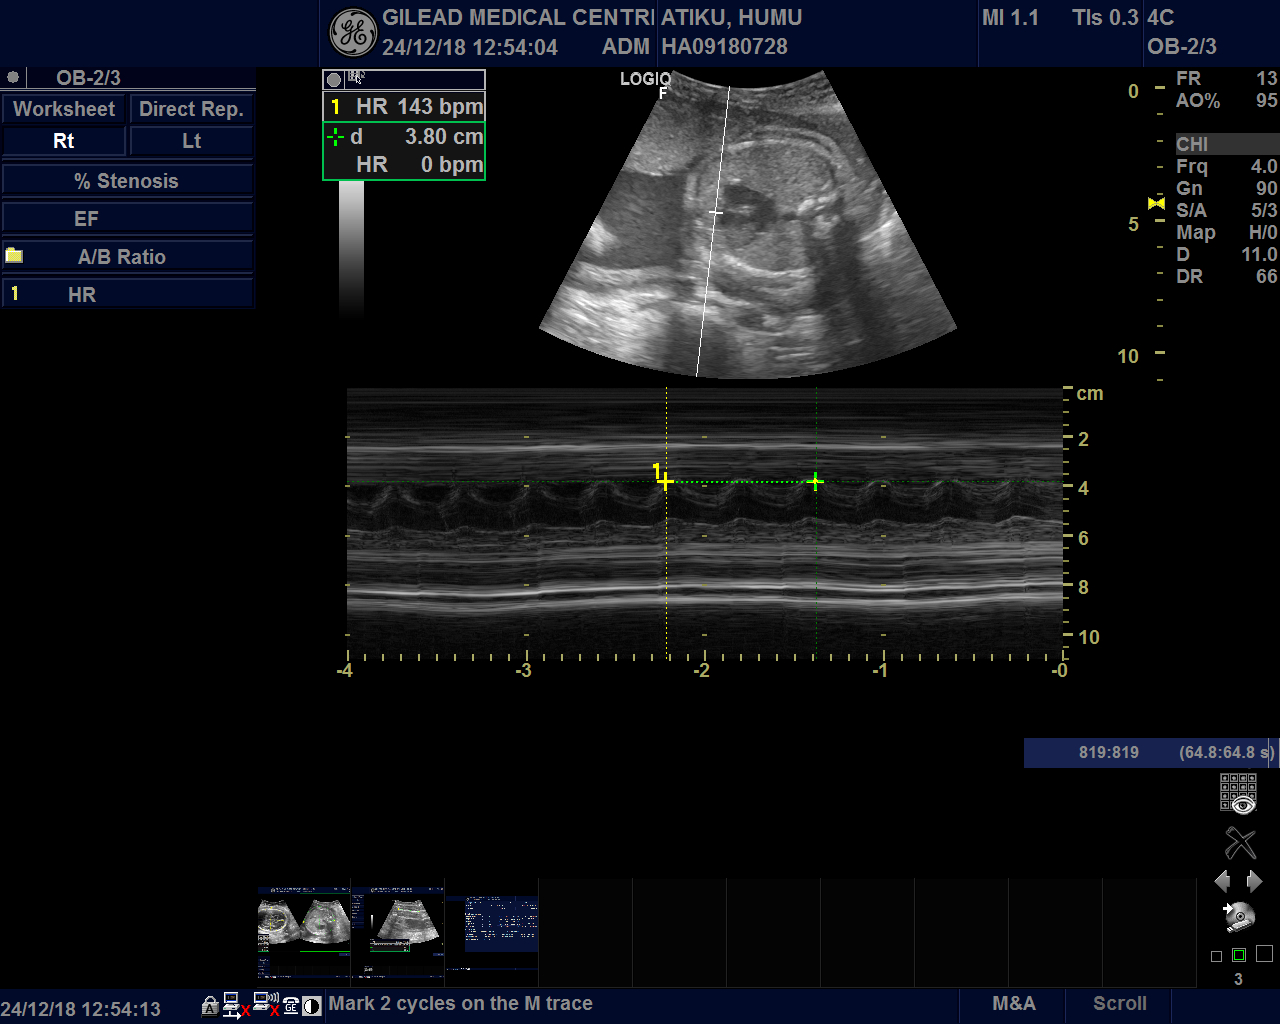 GILEAD MEDICAL CENTR
ATIKU, HUMU
MI 1.1
TIs 0.3
4C
24/12/18 12:54:04
ADM
HA09180728
OB-2/3
OB-2/3
Worksheet
Direct Rep.
Rt
Lt
% Stenosis
EF
A/B Ratio
1 HR
1 HR 143 bpm
d 3.80 cm
HR 0 bpm
LOGIQ
F
0
5
10
FR 13
AO% 95
CHI
Frq 4.0
Gn 90
S/A 5/3
Map H/0
D 11.0
DR 66
cm
2
4
6
8
10
1
-4
-3
-2
-1
-0
819:819 (64.8:64.8 s)
3
24/12/18 12:54:13
GE
Mark 2 cycles on the M trace
M&A
Scroll